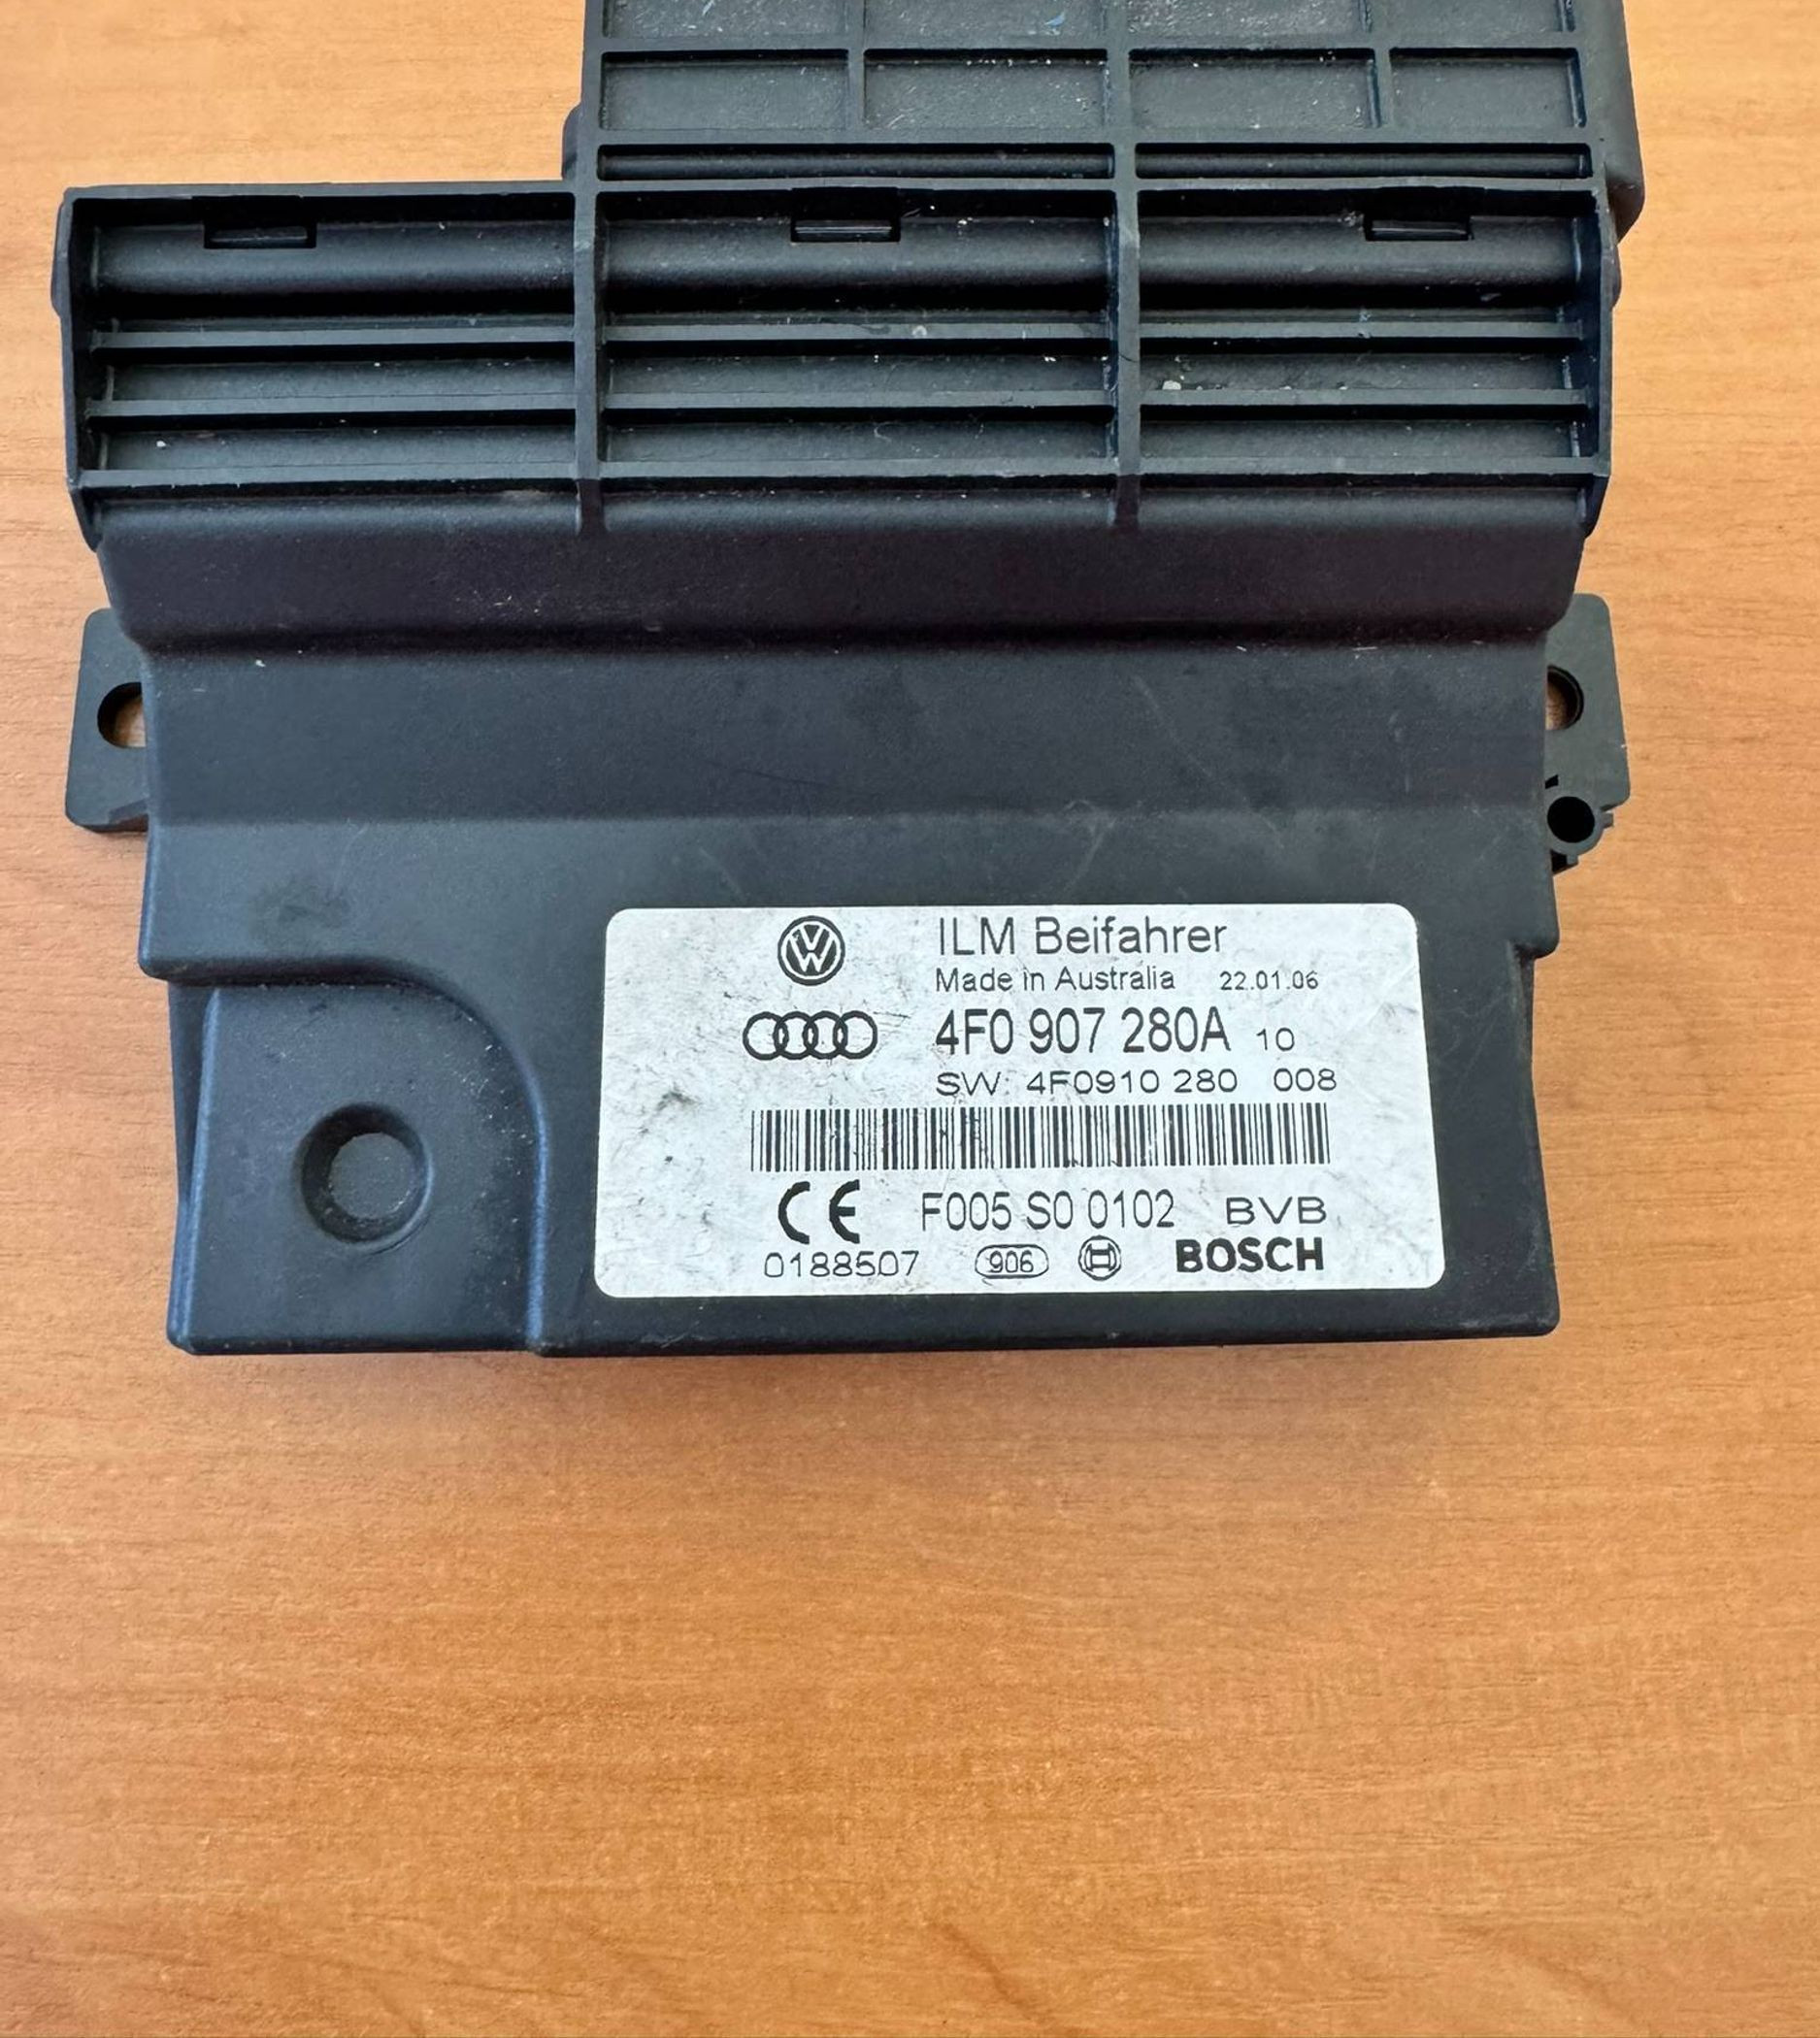 ILM Beifahrer
Made in Australia 22.01.06
4F0 907 280A 10
SW: 4F0910 280 008
CE F005 S0 0102 BVB
0188507 906 BOSCH